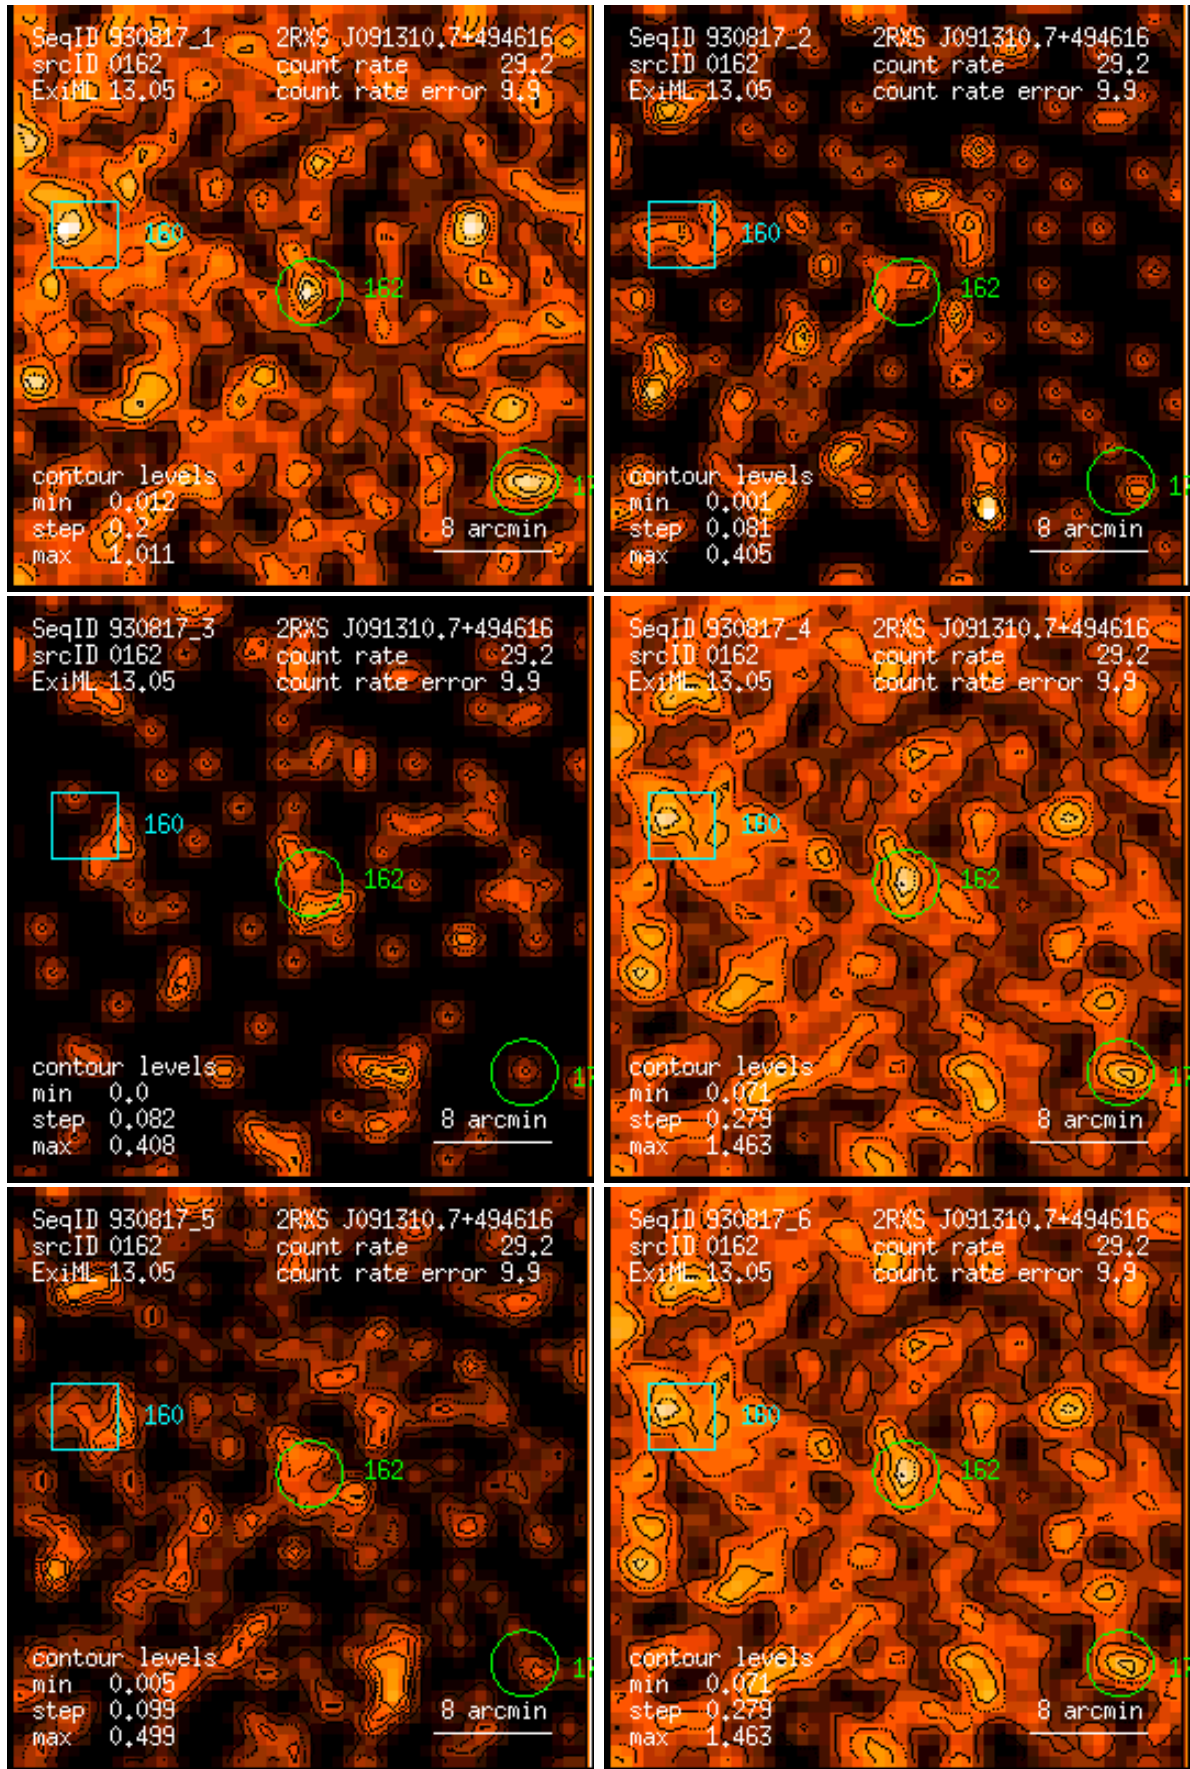 SeqID 930817_1 2RXS J091310.7+494616
srcID 0162 count rate 29.2
ExiML 13.05 count rate error 9.9
160
162
contour levels
min 0.012
step 0.2
max 1.011
17
8 arcmin
SeqID 930817_2 2RXS J091310.7+494616
srcID 0162 count rate 29.2
ExiML 13.05 count rate error 9.9
160
162
contour levels
min 0.001
step 0.081
max 0.405
17
8 arcmin
SeqID 930817_3 2RXS J091310.7+494616
srcID 0162 count rate 29.2
ExiML 13.05 count rate error 9.9
160
162
contour levels
min 0.0
step 0.082
max 0.408
17
8 arcmin
SeqID 930817_4 2RXS J091310.7+494616
srcID 0162 count rate 29.2
ExiML 13.05 count rate error 9.9
160
162
contour levels
min 0.071
step 0.279
max 1.463
17
8 arcmin
SeqID 930817_5 2RXS J091310.7+494616
srcID 0162 count rate 29.2
ExiML 13.05 count rate error 9.9
160
162
contour levels
min 0.005
step 0.099
max 0.499
17
8 arcmin
SeqID 930817_6 2RXS J091310.7+494616
srcID 0162 count rate 29.2
ExiML 13.05 count rate error 9.9
160
162
contour levels
min 0.071
step 0.279
max 1.463
17
8 arcmin